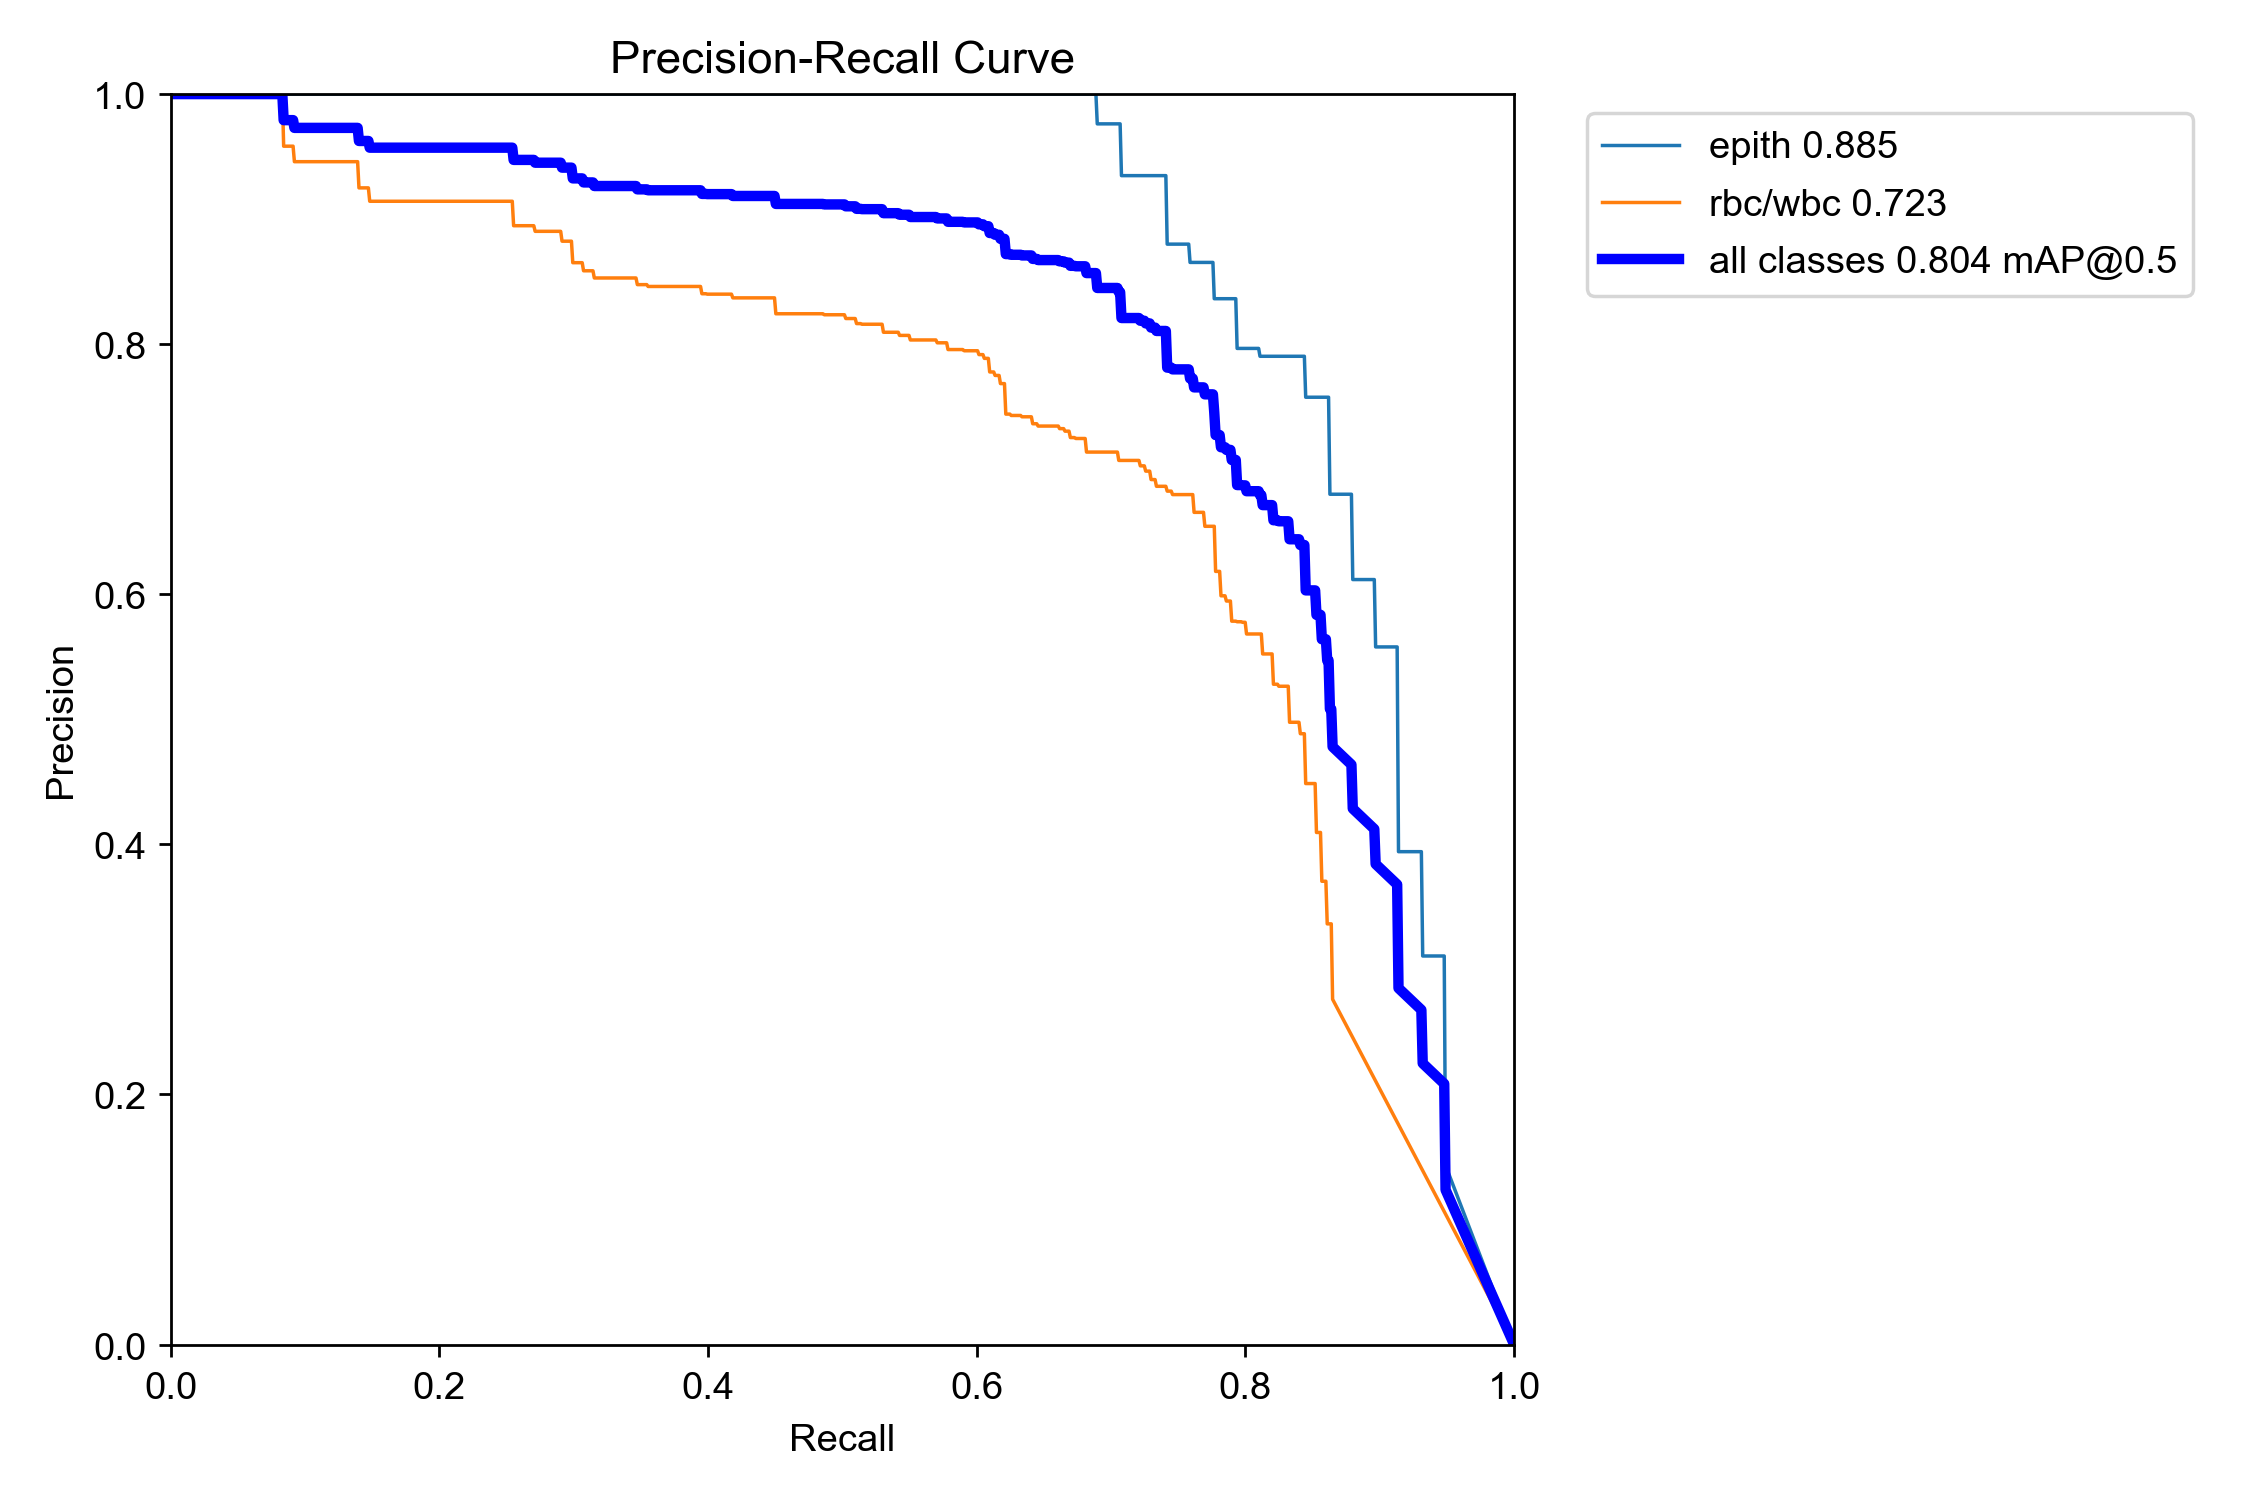 Precision-Recall Curve
1.0
0.8
0.6
0.4
0.2
0.0
Precision
0.0 0.2 0.4 0.6 0.8 1.0
Recall
epith 0.885
rbc/wbc 0.723
all classes 0.804 mAP@0.5